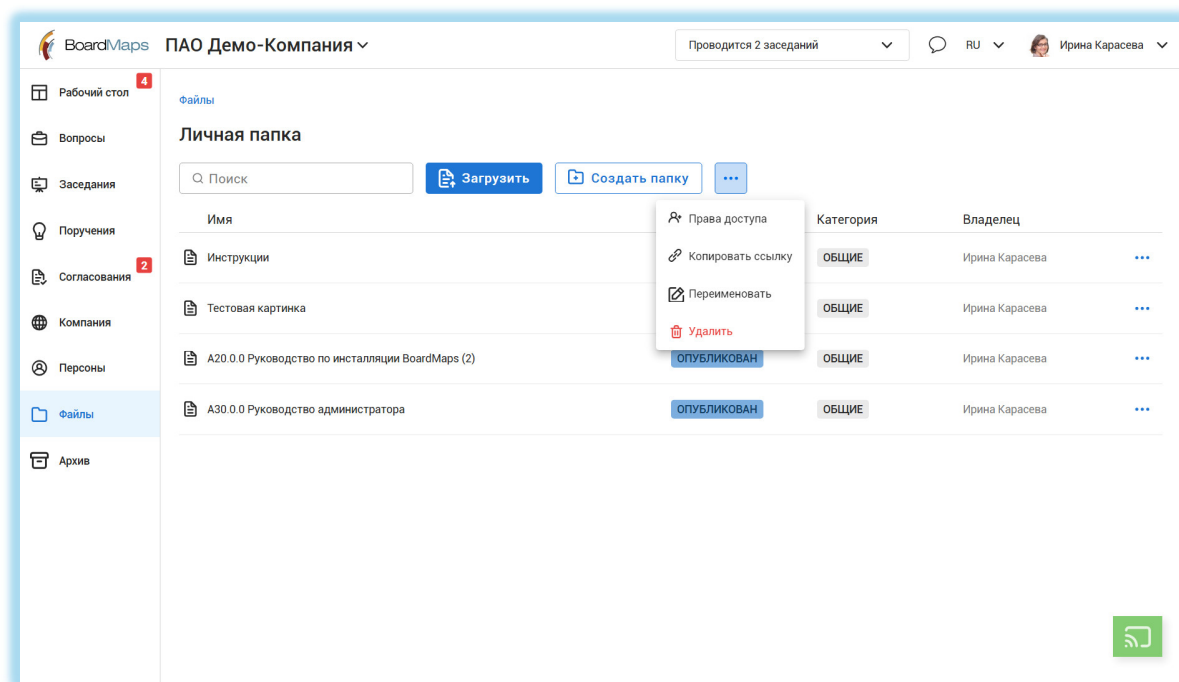 BoardMaps ПАО Демо-Компания Проводится 2 заседаний RU Ирина Карасева
Рабочий стол 4
Вопросы
Заседания
Поручения
Согласования 2
Компания
Персоны
Файлы
Архив
Файлы
Личная папка
Поиск Загрузить Создать папку ...
Имя Категория Владелец
Инструкции ОБЩИЕ Ирина Карасева ...
Тестовая картинка ОБЩИЕ Ирина Карасева ...
A20.0.0 Руководство по инсталляции BoardMaps (2) ОПУБЛИКОВАН ОБЩИЕ Ирина Карасева ...
A30.0.0 Руководство администратора ОПУБЛИКОВАН ОБЩИЕ Ирина Карасева ...
Права доступа
Копировать ссылку
Переименовать
Удалить